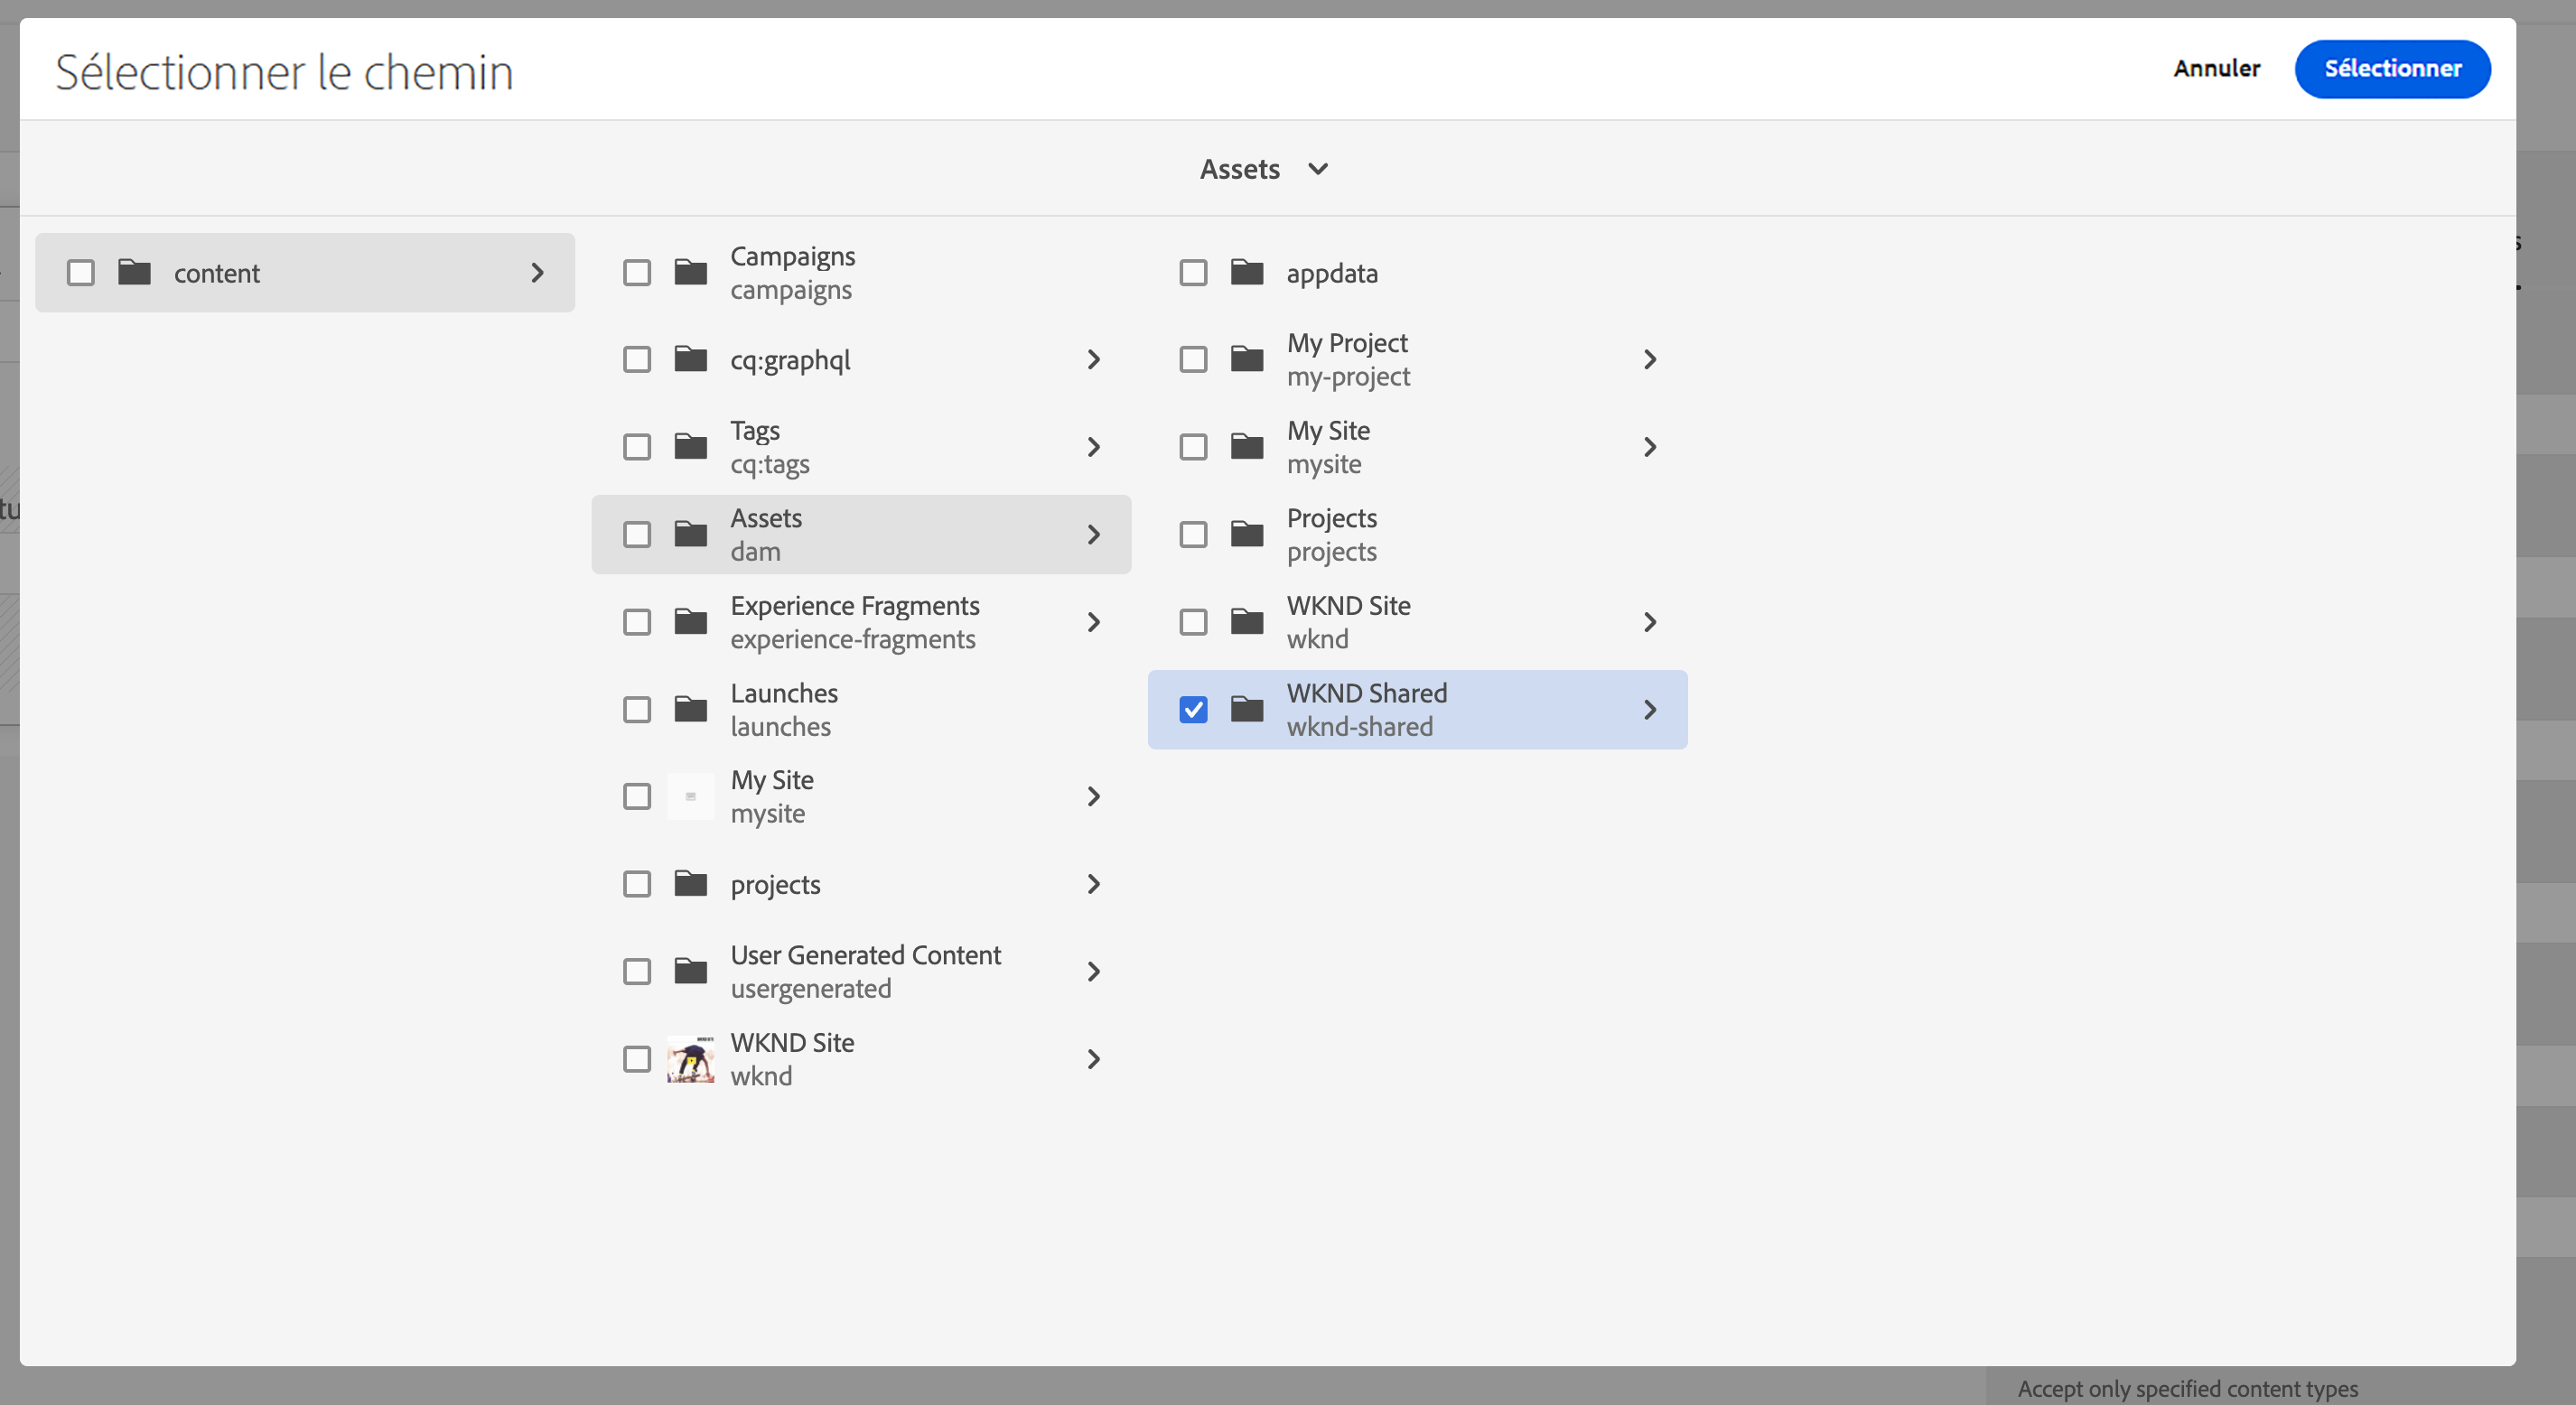 Sélectionner le chemin
Annuler
Sélectionner
Assets
content
Campaigns
campaigns
cq:graphql
Tags
cq:tags
Assets
dam
Experience Fragments
experience-fragments
Launches
launches
My Site
mysite
projects
User Generated Content
usergenerated
WKND Site
wknd
appdata
My Project
my-project
My Site
mysite
Projects
projects
WKND Site
wknd
WKND Shared
wknd-shared
Accept only specified content types